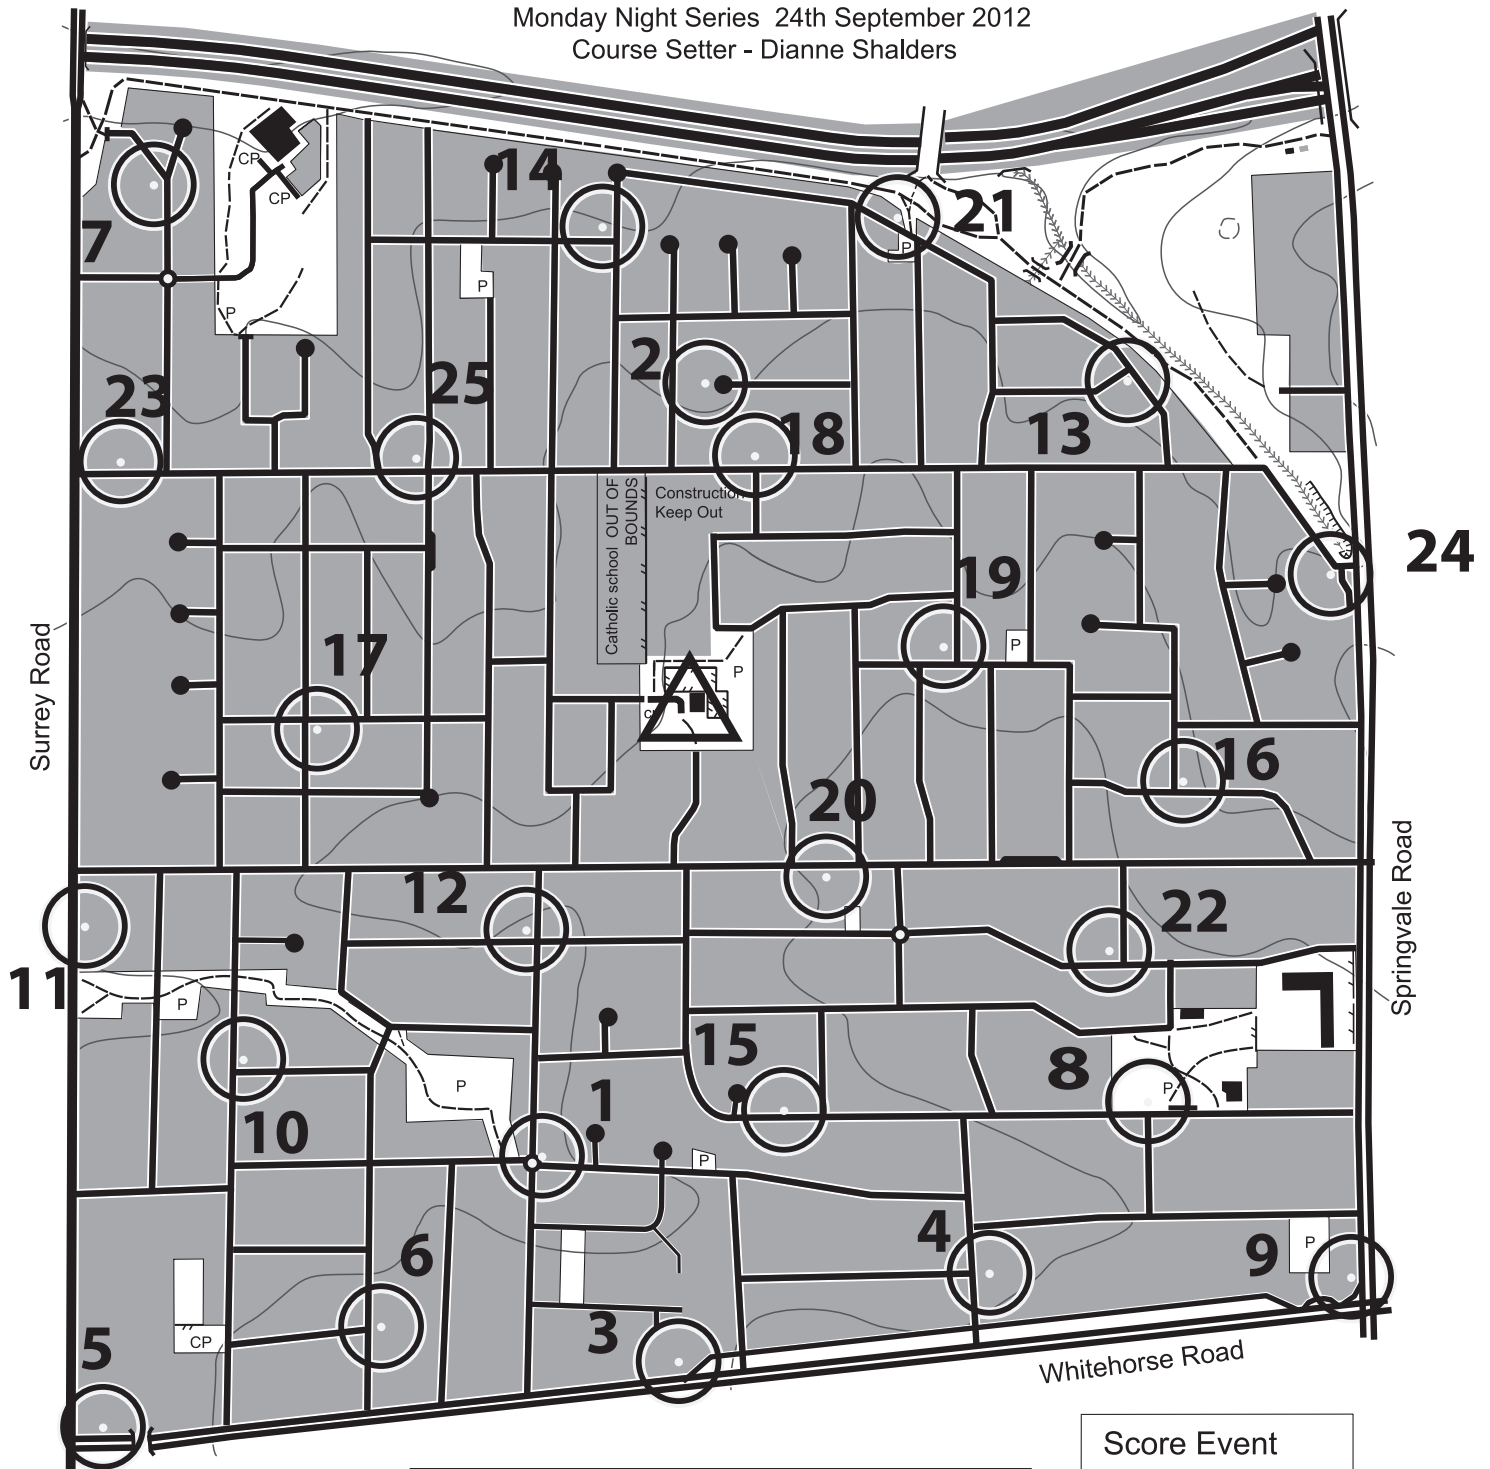 Monday Night Series 24th September 2012
Course Setter - Dianne Shalders
CP
14
CP
21
7
P
P
P
2
25
23
18
13
Catholic school OUT OF
BOUNDS
Construction
Keep Out
24
19
Surrey Road
17
P
P
CP
16
20
12
22
Springvale Road
11
P
15
8
P
P
1
10
P
4
6
9
P
3
5
CP
Whitehorse Road
Score Event